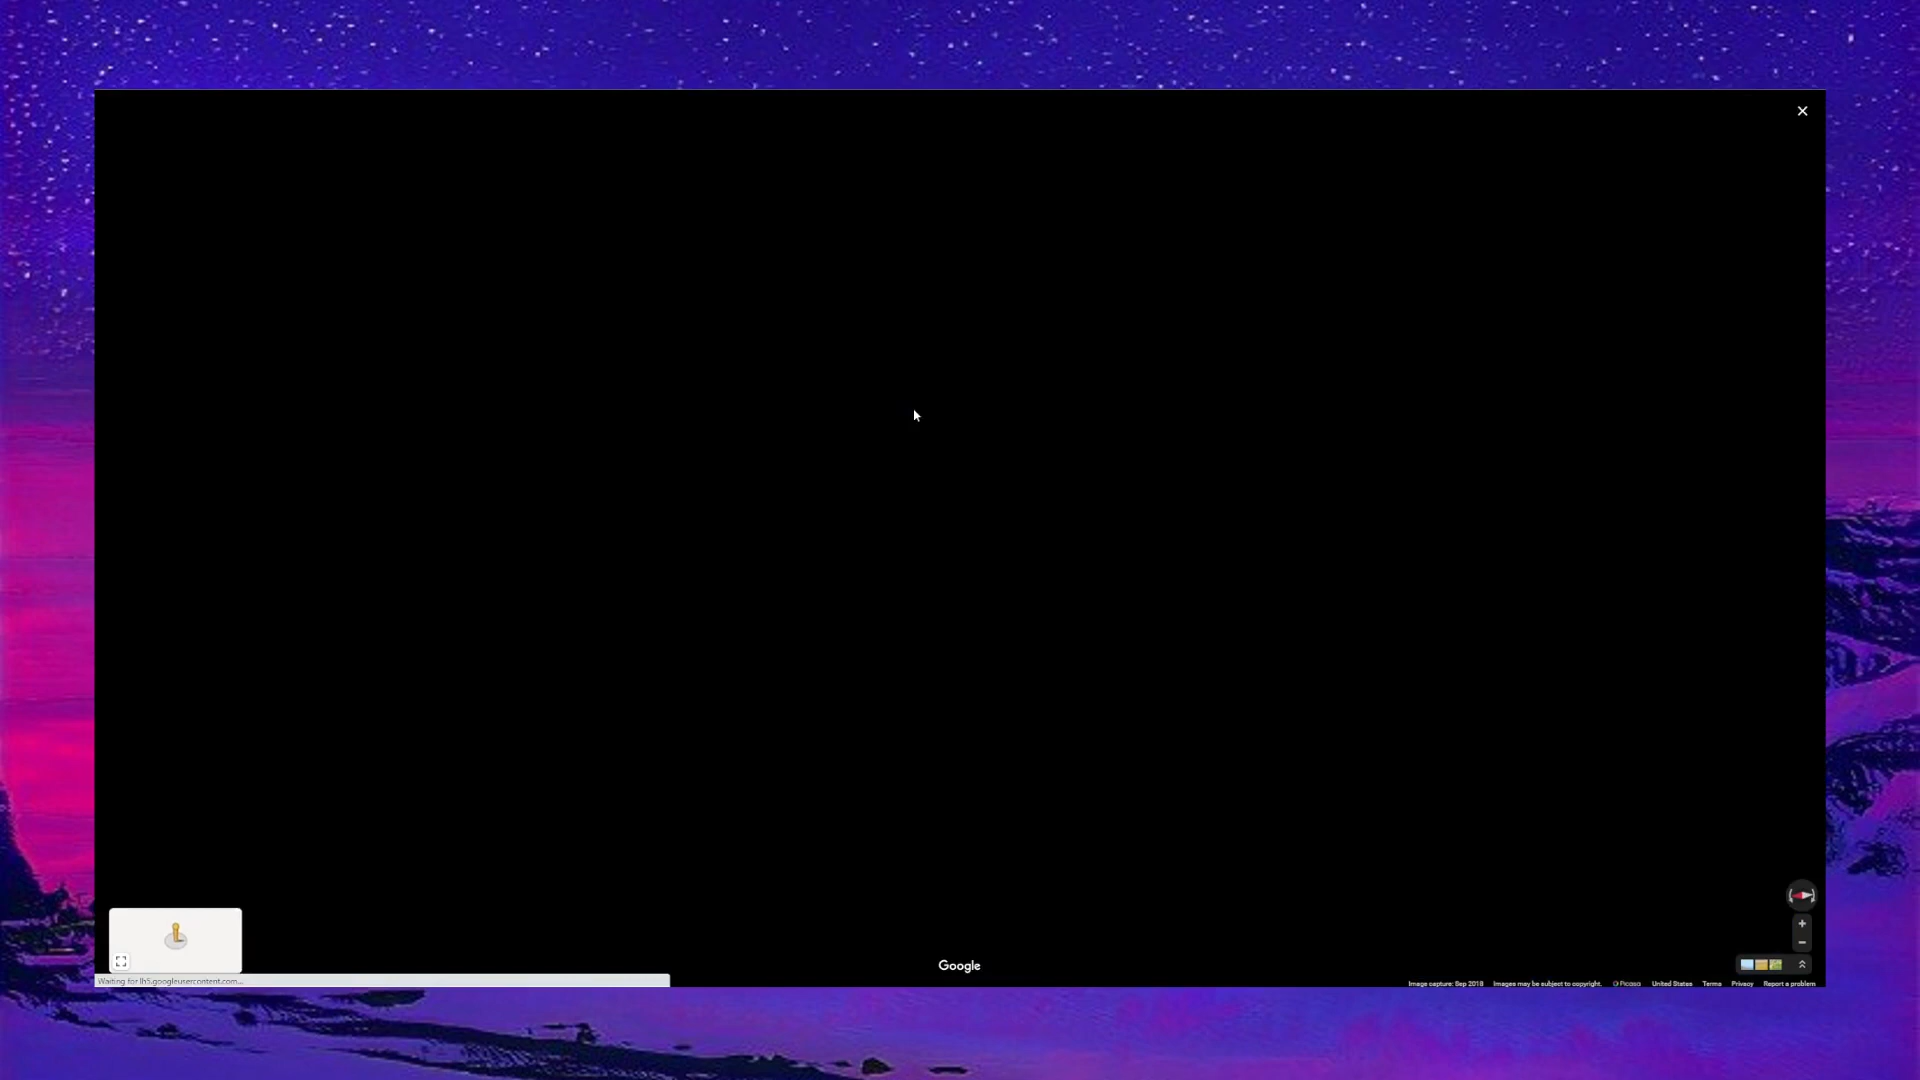 Google
Waiting for lh5.googleusercontent.com...
Image capture: Sep 2018 Images may be subject to copyright. Picasa United States Terms Privacy Report a problem